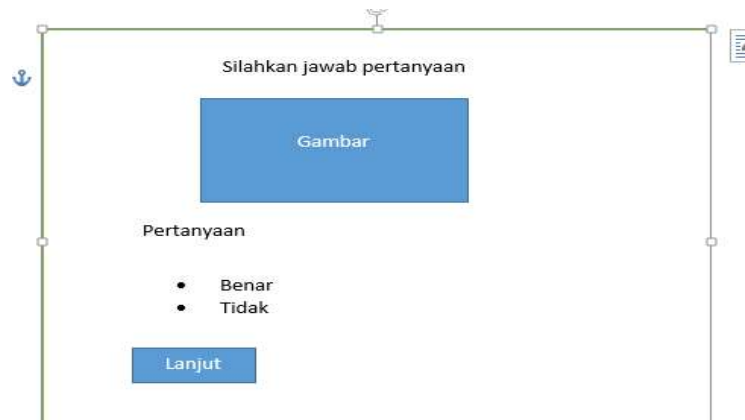 Silahkan jawab pertanyaan
Gambar
Pertanyaan
• Benar
• Tidak
Lanjut